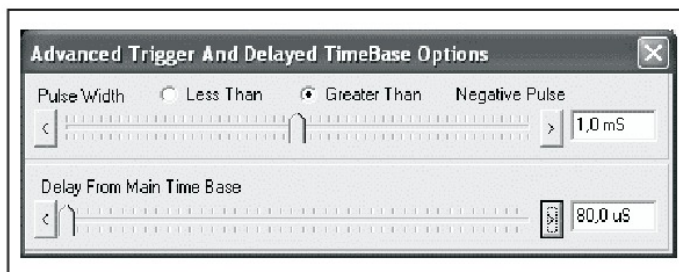 Advanced Trigger And Delayed TimeBase Options
Pulse Width Less Than Greater Than Negative Pulse
< > 1,0 mS
Delay From Main Time Base
< > 80,0 uS